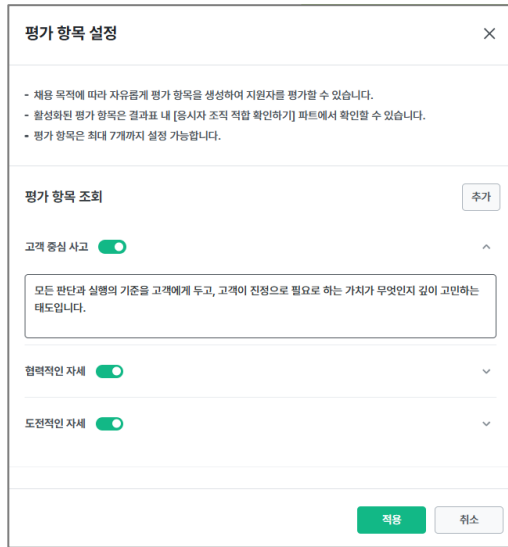 평가 항목 설정
- 채용 목적에 따라 자유롭게 평가 항목을 생성하여 지원자를 평가할 수 있습니다.
- 활성화된 평가 항목은 결과표 내 [응시자 조직 적합 확인하기] 파트에서 확인할 수 있습니다.
- 평가 항목은 최대 7개까지 설정 가능합니다.
평가 항목 조회
추가
고객 중심 사고
모든 판단과 실행의 기준을 고객에게 두고, 고객이 진정으로 필요로 하는 가치가 무엇인지 깊이 고민하는
태도입니다.
협력적인 자세
도전적인 자세
적용
취소